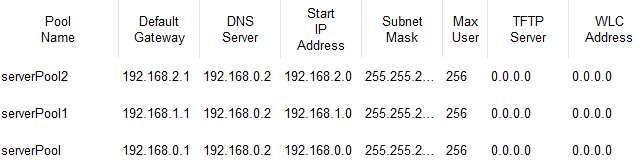 Pool Name Default Gateway DNS Server Start IP Address Subnet Mask Max User TFTP Server WLC Address
serverPool2 192.168.2.1 192.168.0.2 192.168.2.0 255.255.2... 256 0.0.0.0 0.0.0.0
serverPool1 192.168.1.1 192.168.0.2 192.168.1.0 255.255.2... 256 0.0.0.0 0.0.0.0
serverPool 192.168.0.1 192.168.0.2 192.168.0.0 255.255.2... 256 0.0.0.0 0.0.0.0